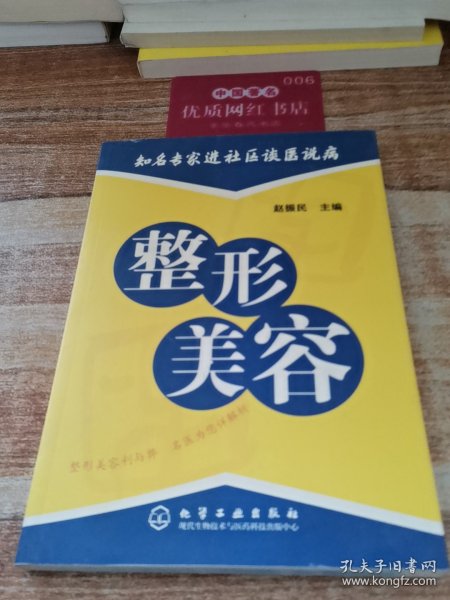 006
中国著名
优质网红书店
知名专家进社区谈医说病
赵振民 主编
整形
美容
整形美容利与弊 名医为您详解析
化学工业出版社
现代生物技术与医药科技出版中心
孔夫子旧书网
www.kongfz.com